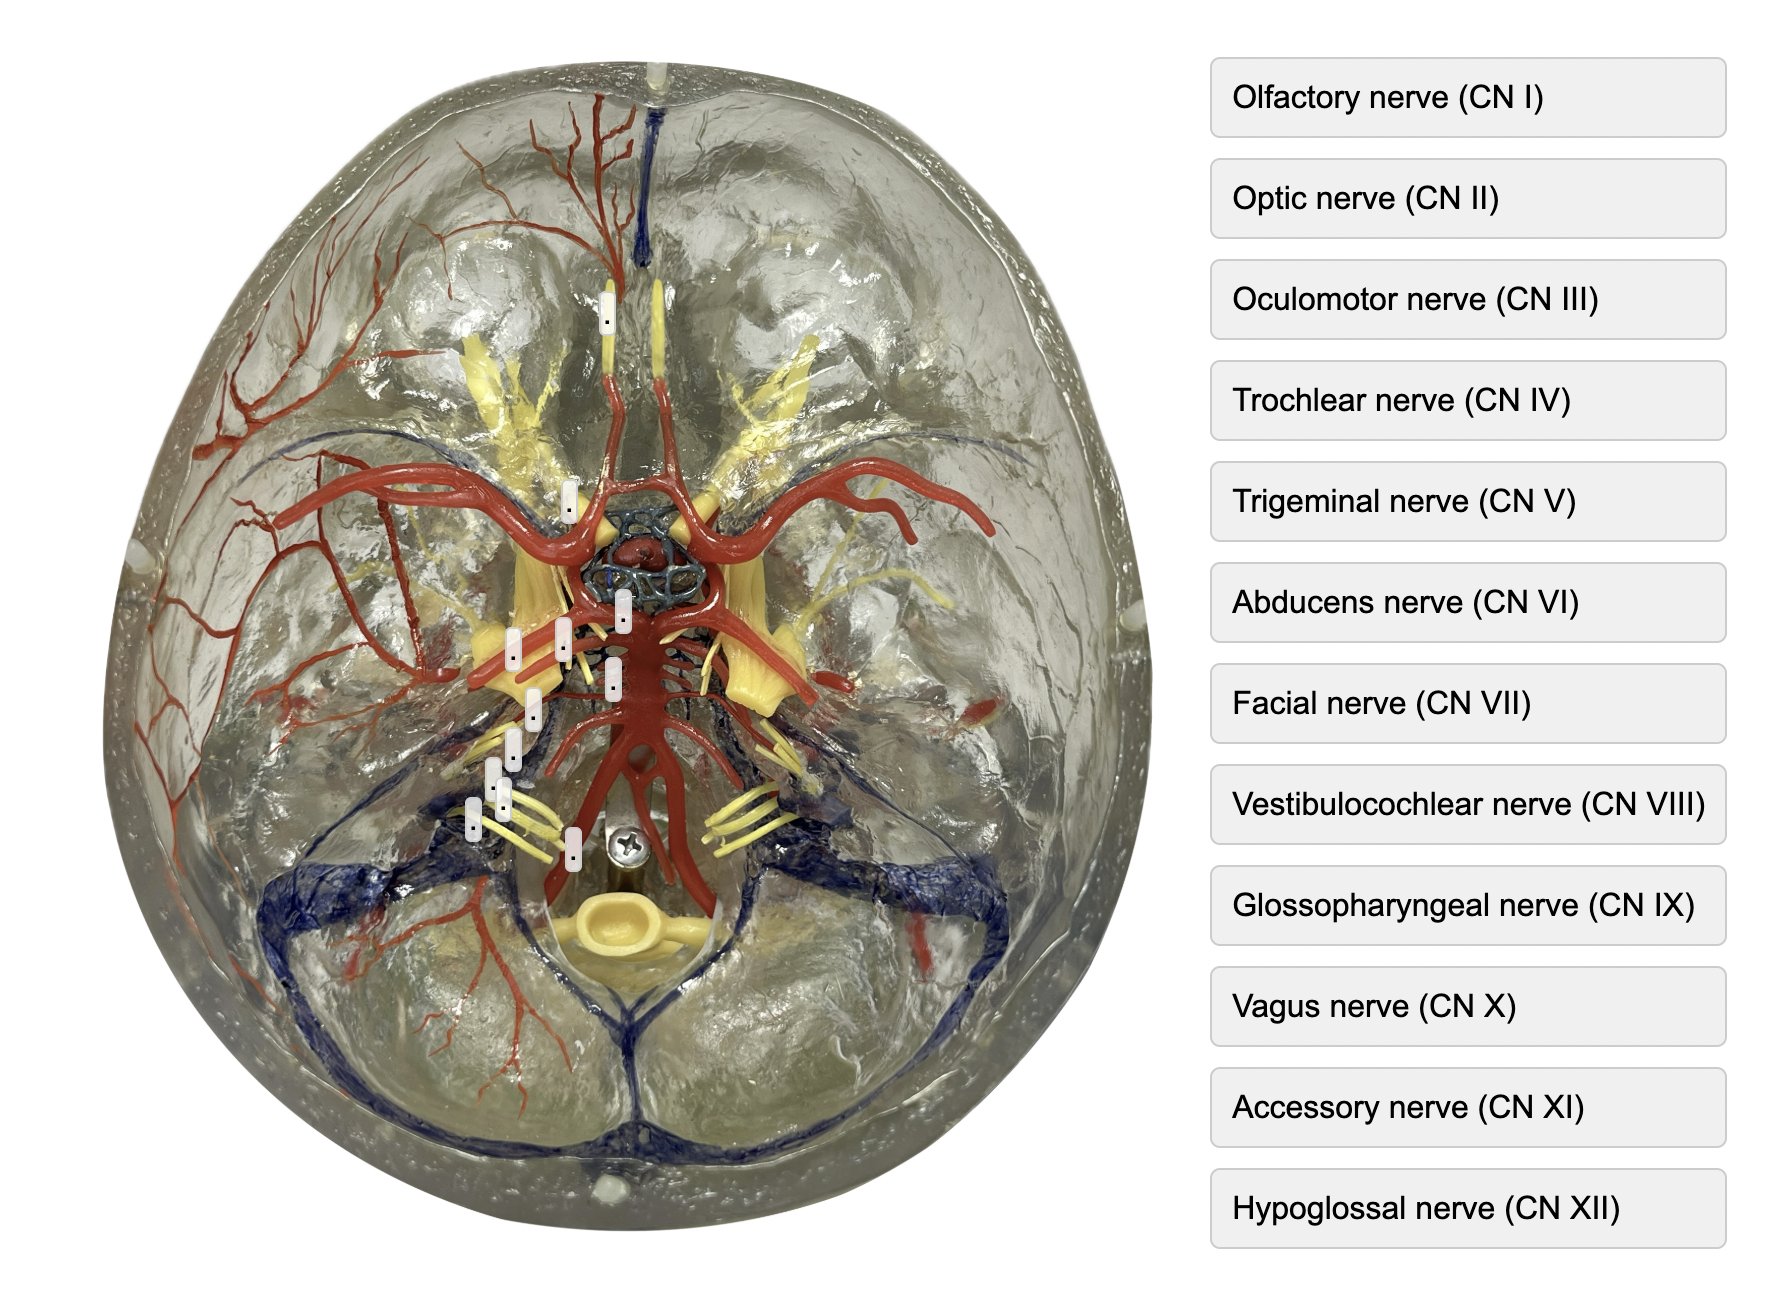 Olfactory nerve (CN I)
Optic nerve (CN II)
Oculomotor nerve (CN III)
Trochlear nerve (CN IV)
Trigeminal nerve (CN V)
Abducens nerve (CN VI)
Facial nerve (CN VII)
Vestibulocochlear nerve (CN VIII)
Glossopharyngeal nerve (CN IX)
Vagus nerve (CN X)
Accessory nerve (CN XI)
Hypoglossal nerve (CN XII)